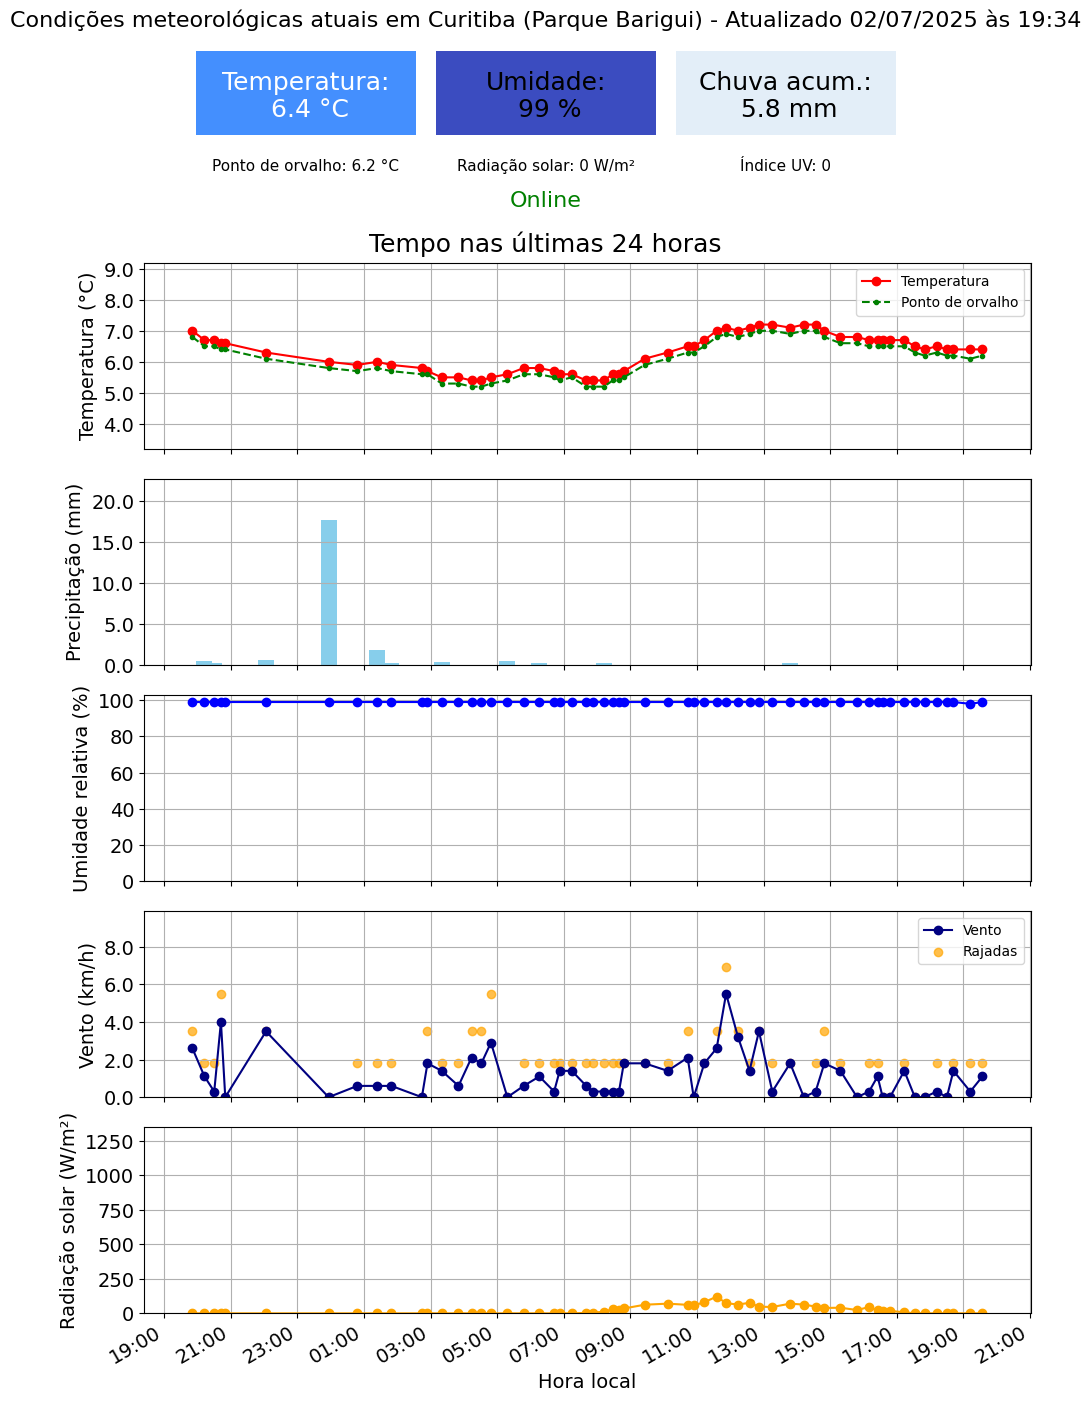 Condições meteorológicas atuais em Curitiba (Parque Barigui) - Atualizado 02/07/2025 às 19:34
Temperatura:
6.4 °C
Umidade:
99 %
Chuva acum.:
5.8 mm
Ponto de orvalho: 6.2 °C
Radiação solar: 0 W/m²
Índice UV: 0
Online
Tempo nas últimas 24 horas
Temperatura (°C)
9.0
8.0
7.0
6.0
5.0
4.0
Temperatura
Ponto de orvalho
Precipitação (mm)
20.0
15.0
10.0
5.0
0.0
Umidade relativa (%)
100
80
60
40
20
0
Vento (km/h)
8.0
6.0
4.0
2.0
0.0
Vento
Rajadas
Radiação solar (W/m²)
1250
1000
750
500
250
0
19:00
21:00
23:00
01:00
03:00
05:00
07:00
09:00
11:00
13:00
15:00
17:00
19:00
21:00
Hora local